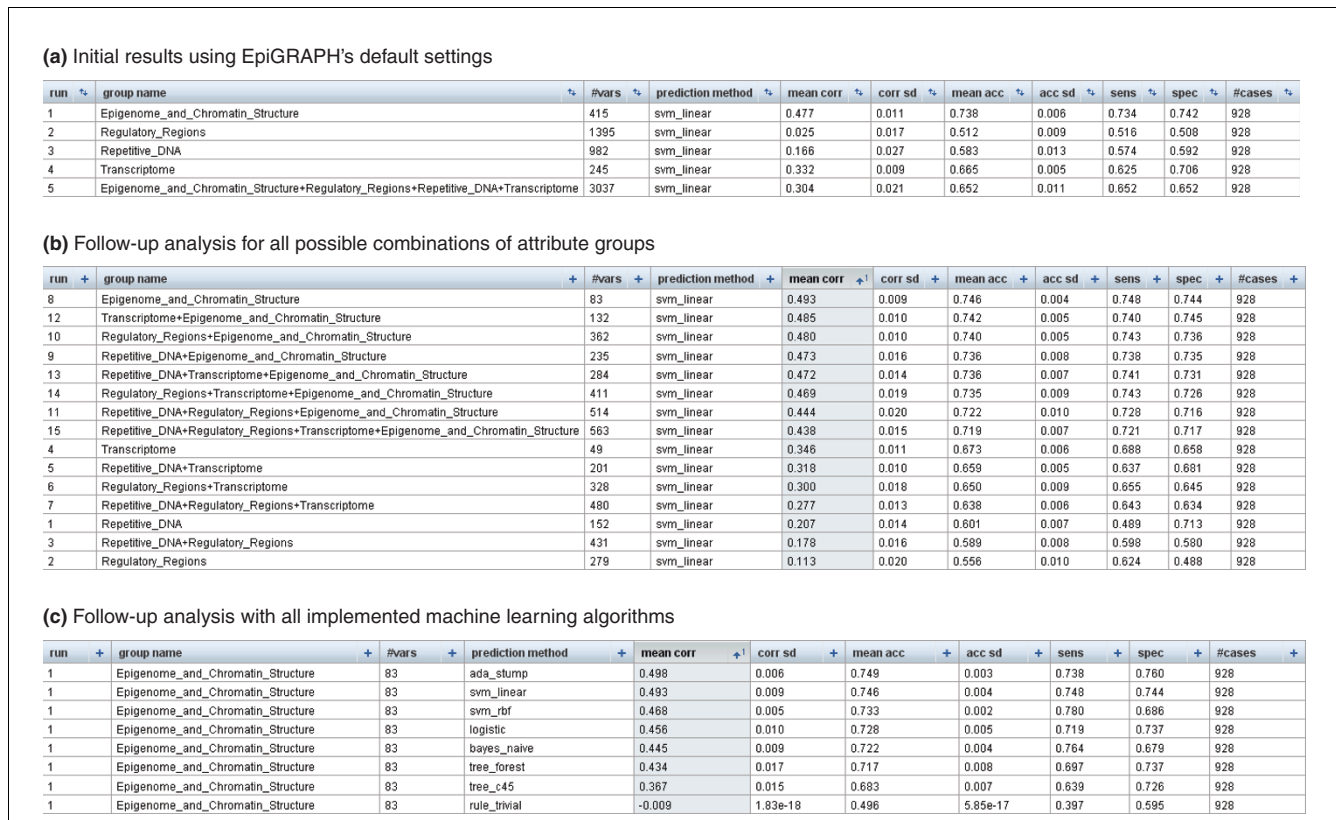 (a) Initial results using EpiGRAPH's default settings
run group name #vars prediction method mean corr corr sd mean acc acc sd sens spec #cases
1 Epigenome_and_Chromatin_Structure 415 svm_linear 0.477 0.011 0.738 0.006 0.734 0.742 928
2 Regulatory_Regions 1395 svm_linear 0.025 0.017 0.512 0.009 0.516 0.508 928
3 Repetitive_DNA 982 svm_linear 0.166 0.027 0.583 0.013 0.574 0.592 928
4 Transcriptome 245 svm_linear 0.332 0.009 0.665 0.005 0.625 0.706 928
5 Epigenome_and_Chromatin_Structure+Regulatory_Regions+Repetitive_DNA+Transcriptome 3037 svm_linear 0.304 0.021 0.652 0.011 0.652 0.652 928
(b) Follow-up analysis for all possible combinations of attribute groups
run + group name + #vars + prediction method + mean corr 1 corr sd + mean acc + acc sd + sens + spec + #cases +
8 Epigenome_and_Chromatin_Structure 83 svm_linear 0.493 0.009 0.746 0.004 0.748 0.744 928
12 Transcriptome+Epigenome_and_Chromatin_Structure 132 svm_linear 0.485 0.010 0.742 0.005 0.740 0.745 928
10 Regulatory_Regions+Epigenome_and_Chromatin_Structure 362 svm_linear 0.480 0.010 0.740 0.005 0.743 0.736 928
9 Repetitive_DNA+Epigenome_and_Chromatin_Structure 235 svm_linear 0.473 0.016 0.736 0.008 0.738 0.735 928
13 Repetitive_DNA+Transcriptome+Epigenome_and_Chromatin_Structure 284 svm_linear 0.472 0.014 0.736 0.007 0.741 0.731 928
14 Regulatory_Regions+Transcriptome+Epigenome_and_Chromatin_Structure 411 svm_linear 0.469 0.019 0.735 0.009 0.743 0.726 928
11 Repetitive_DNA+Regulatory_Regions+Epigenome_and_Chromatin_Structure 514 svm_linear 0.444 0.020 0.722 0.010 0.728 0.716 928
15 Repetitive_DNA+Regulatory_Regions+Transcriptome+Epigenome_and_Chromatin_Structure 563 svm_linear 0.438 0.015 0.719 0.007 0.721 0.717 928
4 Transcriptome 49 svm_linear 0.346 0.011 0.673 0.006 0.688 0.658 928
5 Repetitive_DNA+Transcriptome 201 svm_linear 0.318 0.010 0.659 0.005 0.637 0.681 928
6 Regulatory_Regions+Transcriptome 328 svm_linear 0.300 0.018 0.650 0.009 0.655 0.645 928
7 Repetitive_DNA+Regulatory_Regions+Transcriptome 480 svm_linear 0.277 0.013 0.638 0.006 0.643 0.634 928
1 Repetitive_DNA 152 svm_linear 0.207 0.014 0.601 0.007 0.489 0.713 928
3 Repetitive_DNA+Regulatory_Regions 431 svm_linear 0.178 0.016 0.589 0.008 0.598 0.580 928
2 Regulatory_Regions 279 svm_linear 0.113 0.020 0.556 0.010 0.624 0.488 928
(c) Follow-up analysis with all implemented machine learning algorithms
run + group name + #vars + prediction method + mean corr 1 corr sd + mean acc + acc sd + sens + spec + #cases +
1 Epigenome_and_Chromatin_Structure 83 ada_stump 0.498 0.006 0.749 0.003 0.738 0.760 928
1 Epigenome_and_Chromatin_Structure 83 svm_linear 0.493 0.009 0.746 0.004 0.748 0.744 928
1 Epigenome_and_Chromatin_Structure 83 svm_rbf 0.468 0.005 0.733 0.002 0.780 0.686 928
1 Epigenome_and_Chromatin_Structure 83 logistic 0.456 0.010 0.728 0.005 0.719 0.737 928
1 Epigenome_and_Chromatin_Structure 83 bayes_naive 0.445 0.009 0.722 0.004 0.764 0.679 928
1 Epigenome_and_Chromatin_Structure 83 tree_forest 0.434 0.017 0.717 0.008 0.697 0.737 928
1 Epigenome_and_Chromatin_Structure 83 tree_c45 0.367 0.015 0.683 0.007 0.639 0.726 928
1 Epigenome_and_Chromatin_Structure 83 rule_trivial -0.009 1.83e-18 0.496 5.85e-17 0.397 0.595 928